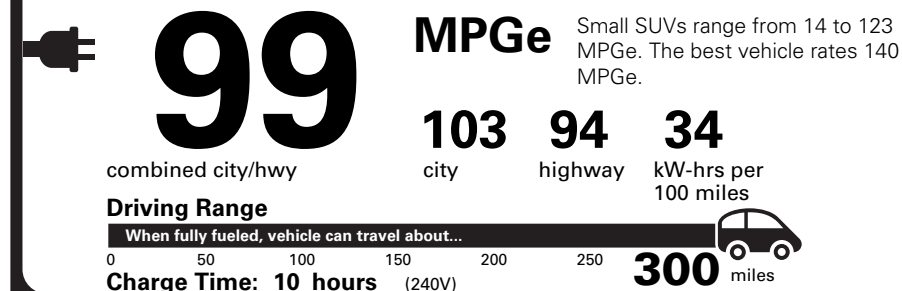 99
MPGe
Small SUVs range from 14 to 123
MPGe. The best vehicle rates 140
MPGe.
103 94 34
combined city/hwy city highway kW-hrs per
100 miles
Driving Range
When fully fueled, vehicle can travel about...
0 50 100 150 200 250 300 miles
Charge Time: 10 hours (240V)